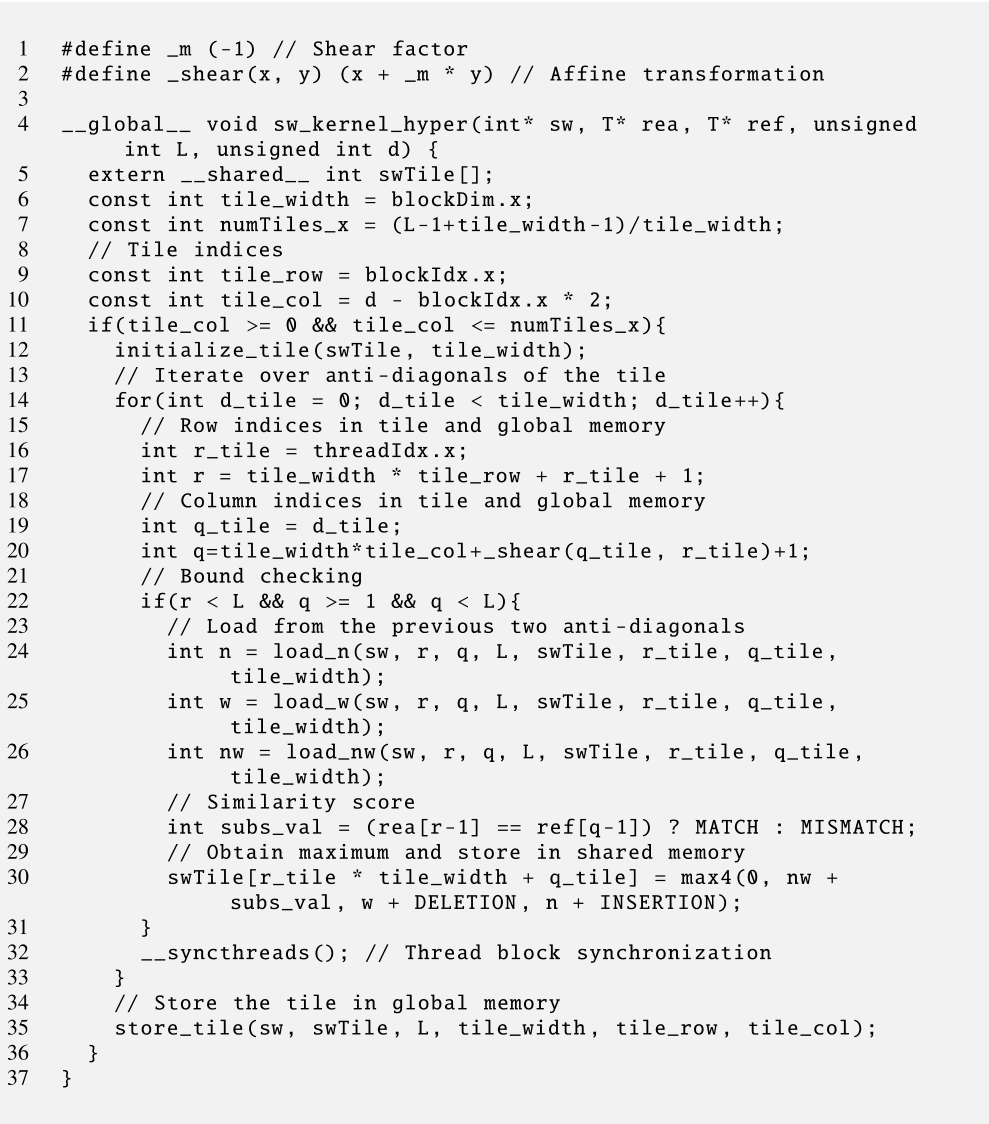 1 #define _m (-1) // Shear factor
2 #define _shear(x, y) (x + _m * y) // Affine transformation
3
4 __global__ void sw_kernel_hyper(int* sw, T* rea, T* ref, unsigned
int L, unsigned int d) {
5 extern __shared__ int swTile[];
6 const int tile_width = blockDim.x;
7 const int numTiles_x = (L-1+tile_width-1)/tile_width;
8 // Tile indices
9 const int tile_row = blockIdx.x;
10 const int tile_col = d - blockIdx.x * 2;
11 if(tile_col >= 0 && tile_col <= numTiles_x){
12 initialize_tile(swTile, tile_width);
13 // Iterate over anti-diagonals of the tile
14 for(int d_tile = 0; d_tile < tile_width; d_tile++){
15 // Row indices in tile and global memory
16 int r_tile = threadIdx.x;
17 int r = tile_width * tile_row + r_tile + 1;
18 // Column indices in tile and global memory
19 int q_tile = d_tile;
20 int q=tile_width*tile_col+_shear(q_tile, r_tile)+1;
21 // Bound checking
22 if(r < L && q >= 1 && q < L){
23 // Load from the previous two anti-diagonals
24 int n = load_n(sw, r, q, L, swTile, r_tile, q_tile,
tile_width);
25 int w = load_w(sw, r, q, L, swTile, r_tile, q_tile,
tile_width);
26 int nw = load_nw(sw, r, q, L, swTile, r_tile, q_tile,
tile_width);
27 // Similarity score
28 int subs_val = (rea[r-1] == ref[q-1]) ? MATCH : MISMATCH;
29 // Obtain maximum and store in shared memory
30 swTile[r_tile * tile_width + q_tile] = max4(0, nw +
subs_val, w + DELETION, n + INSERTION);
31 }
32 __syncthreads(); // Thread block synchronization
33 }
34 // Store the tile in global memory
35 store_tile(sw, swTile, L, tile_width, tile_row, tile_col);
36 }
37 }